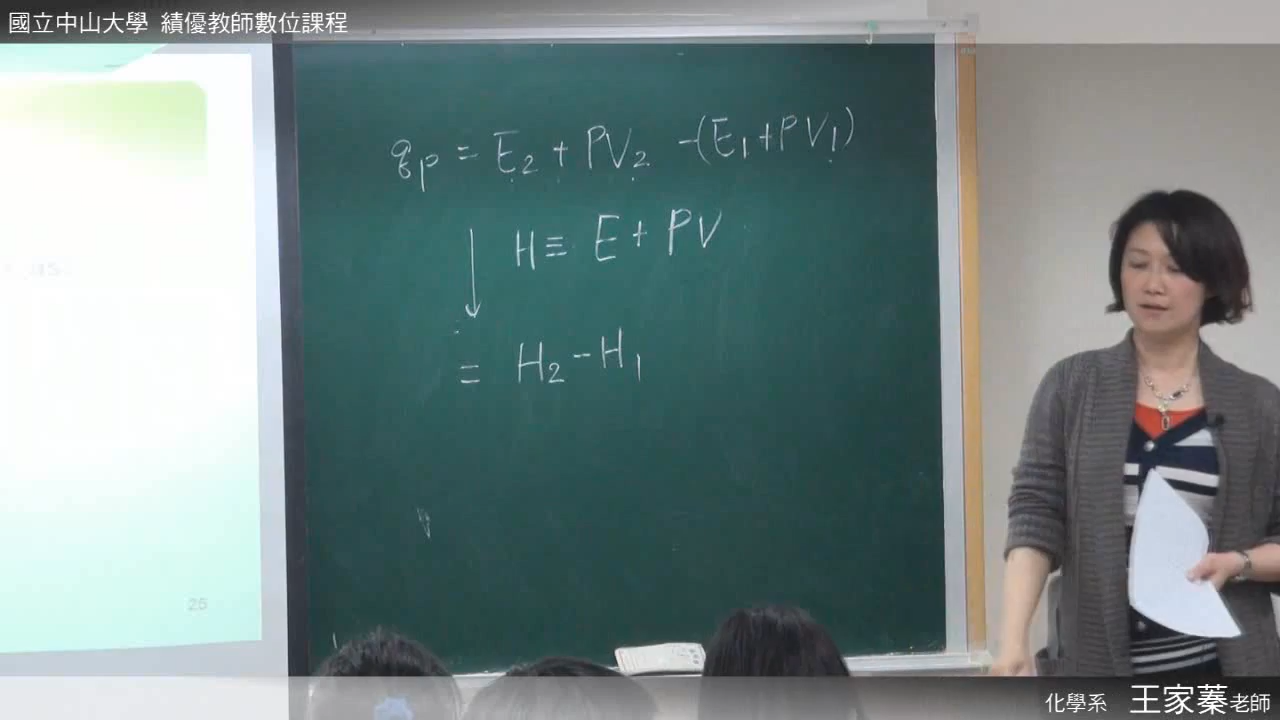 國立中山大學 績優教師數位課程
qp = E2 + PV2 -(E1+PV1)
↓ H ≡ E + PV
= H2 - H1
25
化學系 王家蓁老師